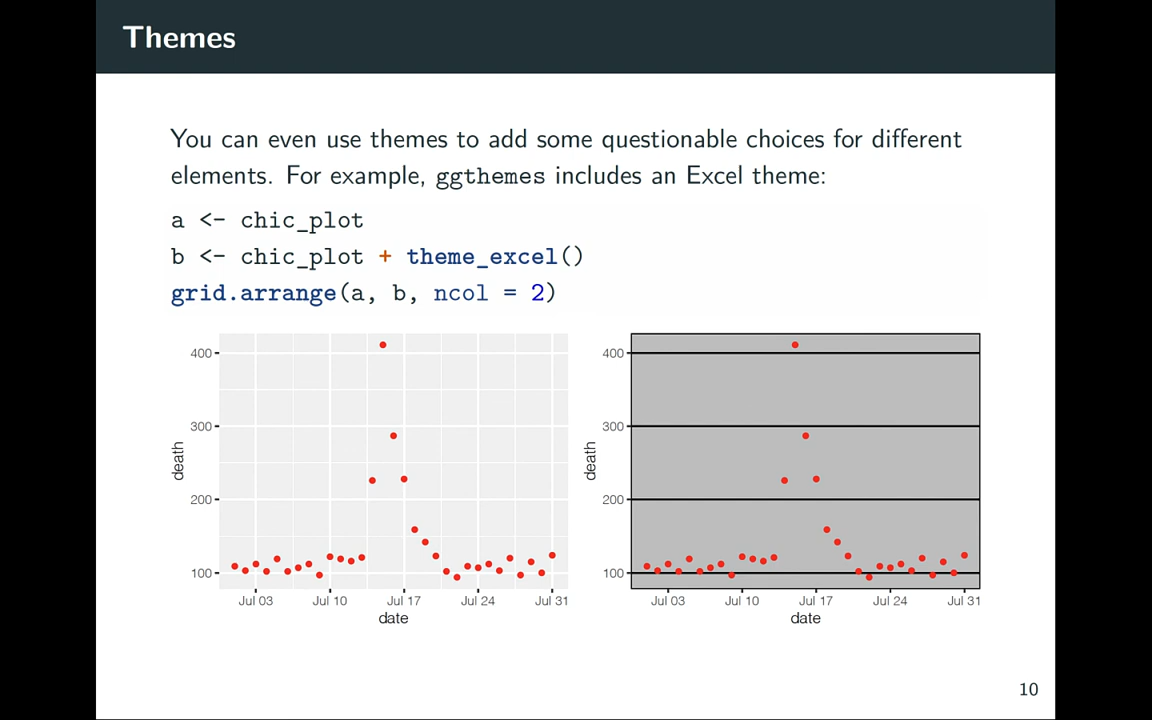 Themes
You can even use themes to add some questionable choices for different
elements. For example, ggthemes includes an Excel theme:
a <- chic_plot
b <- chic_plot + theme_excel()
grid.arrange(a, b, ncol = 2)
400
300
200
100
death
Jul 03 Jul 10 Jul 17 Jul 24 Jul 31
date
400
300
200
100
death
Jul 03 Jul 10 Jul 17 Jul 24 Jul 31
date
10